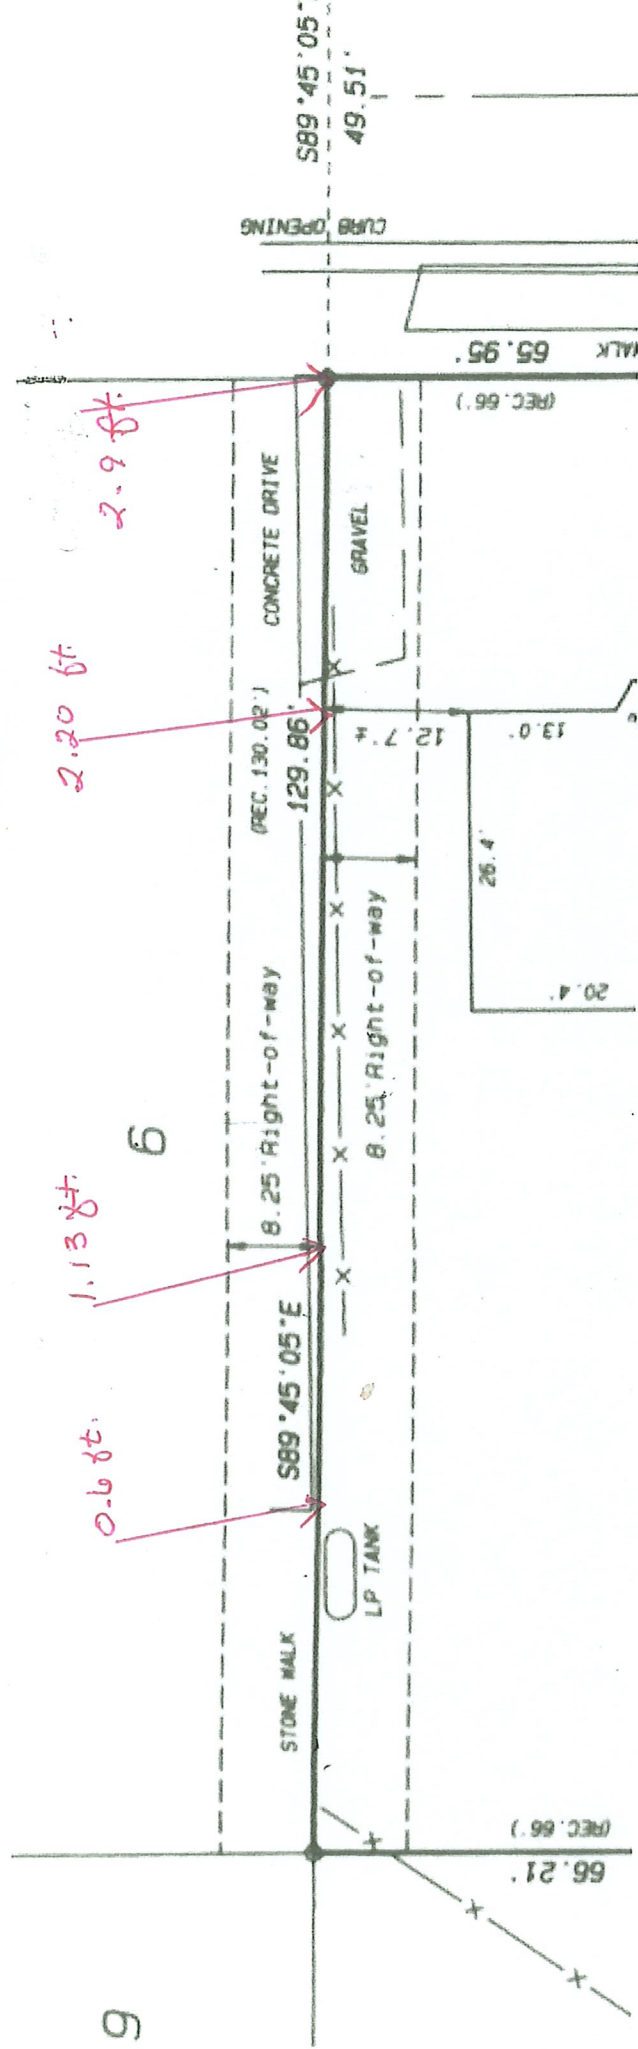 S89°45'05"
49.51'
CURB OPENING
WALK
65.95'
(REC.66')
2.9 ft.
CONCRETE DRIVE
GRAVEL
2.20 ft.
(REC.130.02')
129.86'
12.7'±
13.0'
26.4'
20.4'
8.25'Right-of-way
8.25'Right-of-way
6
1.13 ft.
S89°45'05"E
0.6 ft.
LP TANK
STONE WALK
(REC.66')
66.21'
9